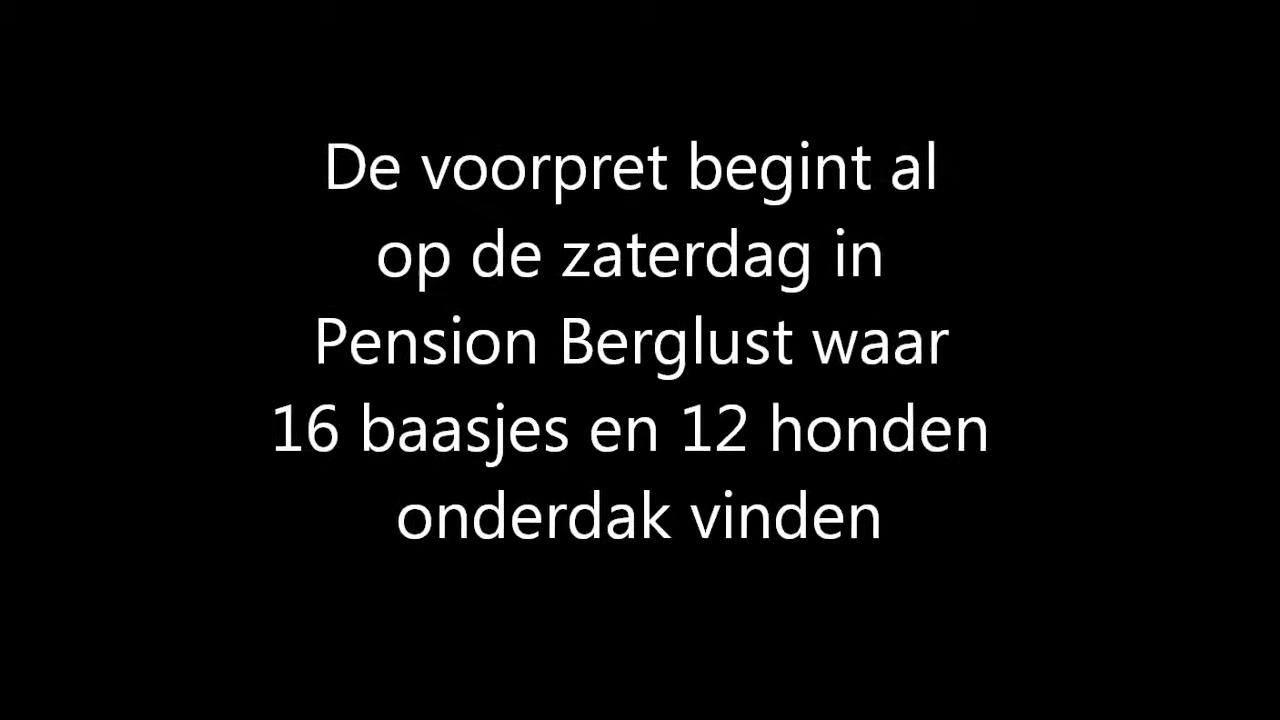 De voorpret begint al
op de zaterdag in
Pension Berglust waar
16 baasjes en 12 honden
onderdak vinden